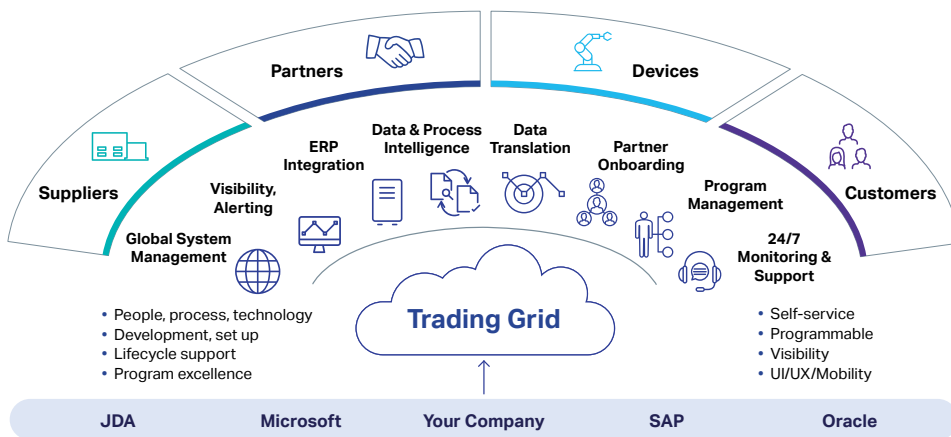 Partners
Devices
Suppliers
Customers
Global System
Management
Visibility,
Alerting
ERP
Integration
Data & Process
Intelligence
Data
Translation
Partner
Onboarding
Program
Management
24/7
Monitoring &
Support
• People, process, technology
• Development, set up
• Lifecycle support
• Program excellence
Trading Grid
• Self-service
• Programmable
• Visibility
• UI/UX/Mobility
JDA
Microsoft
Your Company
SAP
Oracle